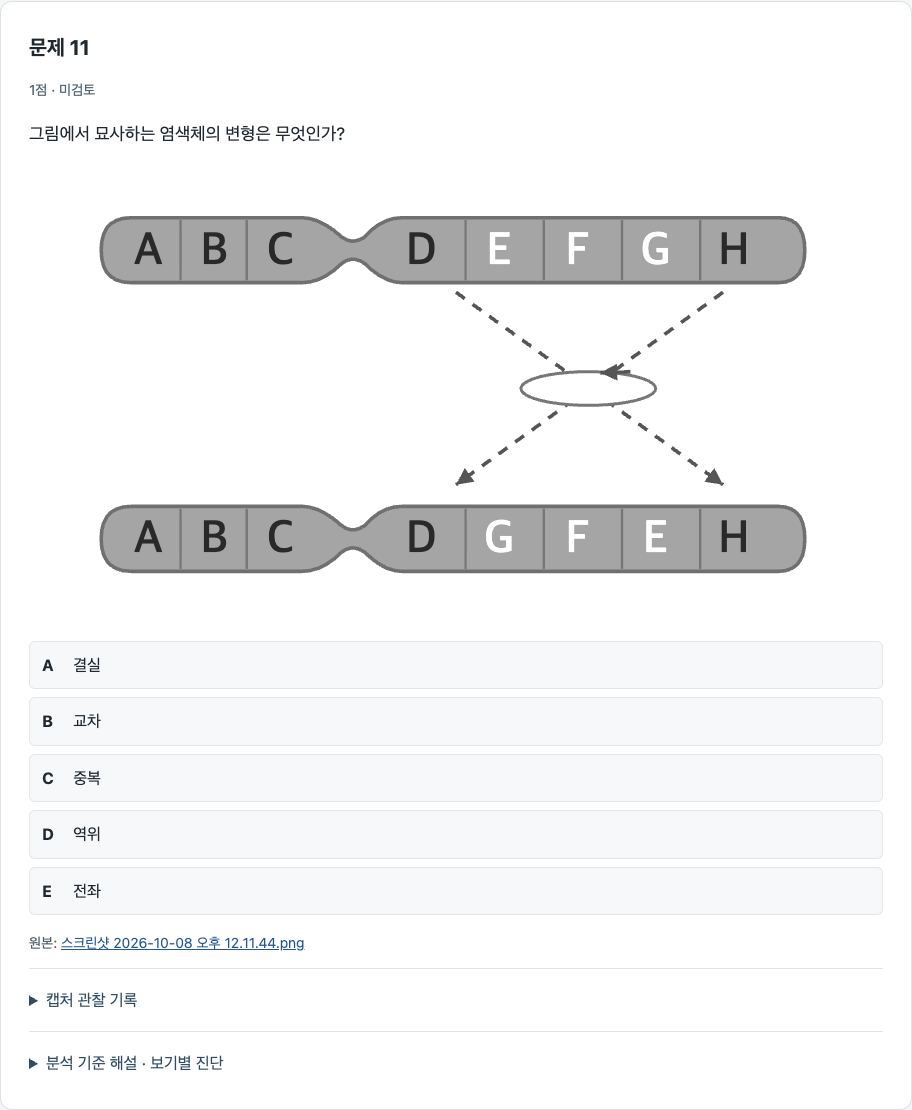 문제 11
1점 · 미검토
그림에서 묘사하는 염색체의 변형은 무엇인가?
A B C D E F G H
A B C D G F E H
A 결실
B 교차
C 중복
D 역위
E 전좌
원본: 스크린샷 2026-10-08 오후 12.11.44.png
▶ 캡처 관찰 기록
▶ 분석 기준 해설 · 보기별 진단